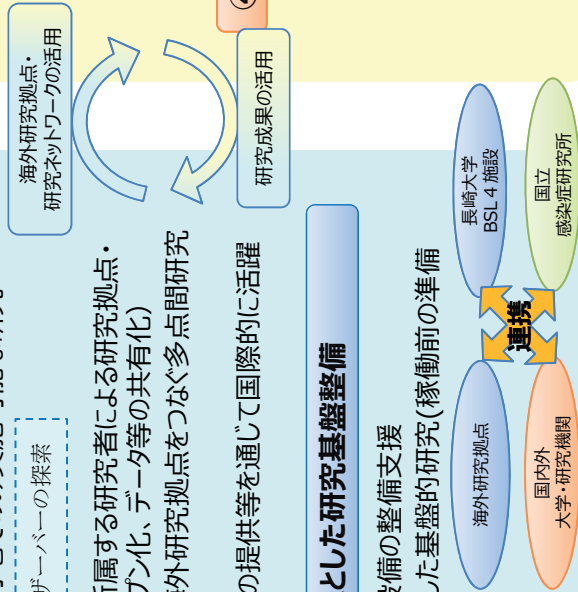 海外研究拠点・
研究ネットワークの活用
研究成果の活用
ザーバーの探索
所属する研究者による研究拠点・
プン化、データ等の共有化)
海外研究拠点をつなぐ多点間研究
の提供等を通じて国際的に活躍
とした研究基盤整備
設備の整備支援
した基盤的研究(稼働前の準備
海外研究拠点
長崎大学
BSL 4 施設
連携
国内外
大学・研究機関
国立
感染症研究所